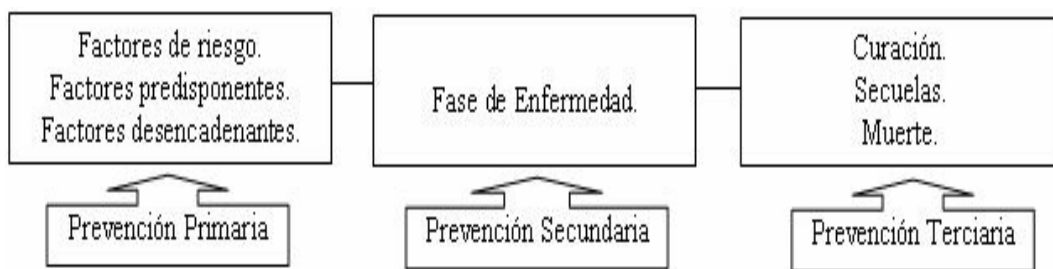 Factores de riesgo.
Factores predisponentes.
Factores desencadenantes.
Fase de Enfermedad.
Curación.
Secuelas.
Muerte.
Prevención Primaria
Prevención Secundaria
Prevención Terciaria